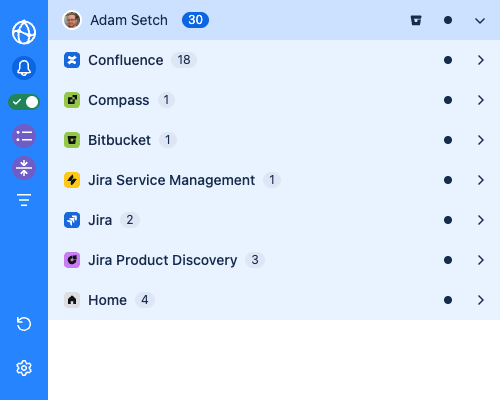 Adam Setch 30
Confluence 18
Compass 1
Bitbucket 1
Jira Service Management 1
Jira 2
Jira Product Discovery 3
Home 4